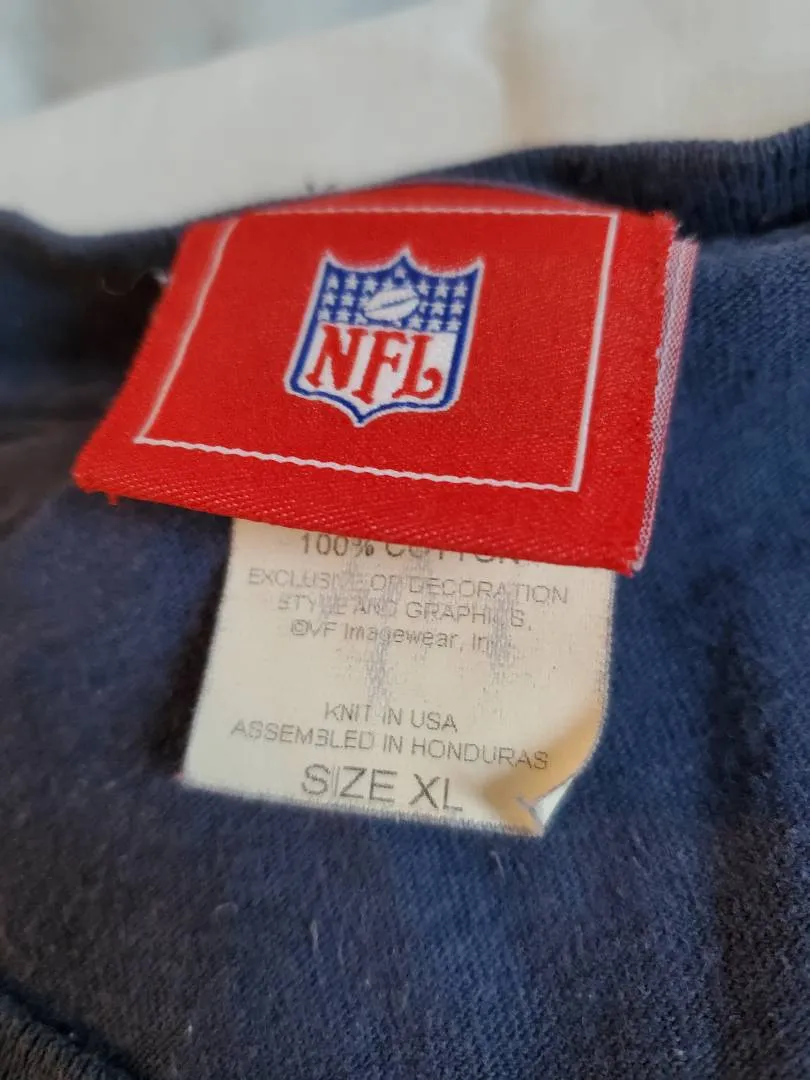 NFL
100% COTTON
EXCLUSIVE OF DECORATION
STYLE AND GRAPHICS.
©VF Imagewear, Inc.
KNIT IN USA
ASSEMBLED IN HONDURAS
SIZE XL